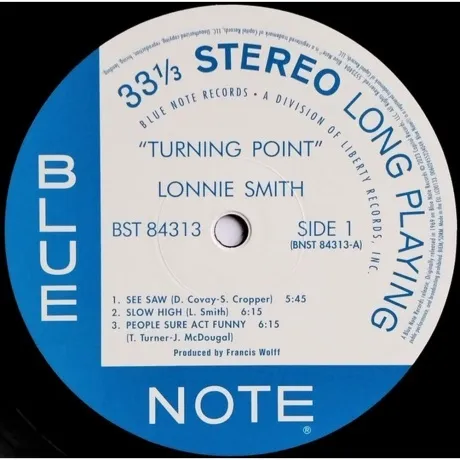 33⅓ STEREO LONG PLAYING
BLUE NOTE RECORDS • A DIVISION OF LIBERTY RECORDS, INC.
"TURNING POINT"
LONNIE SMITH
BST 84313
SIDE 1
(BNST 84313-A)
1. SEE SAW (D. Covay-S. Cropper) 5:45
2. SLOW HIGH (L. Smith) 6:15
3. PEOPLE SURE ACT FUNNY 6:15
(T. Turner-J. McDougal)
Produced by Francis Wolff
BLUE
NOTE
®